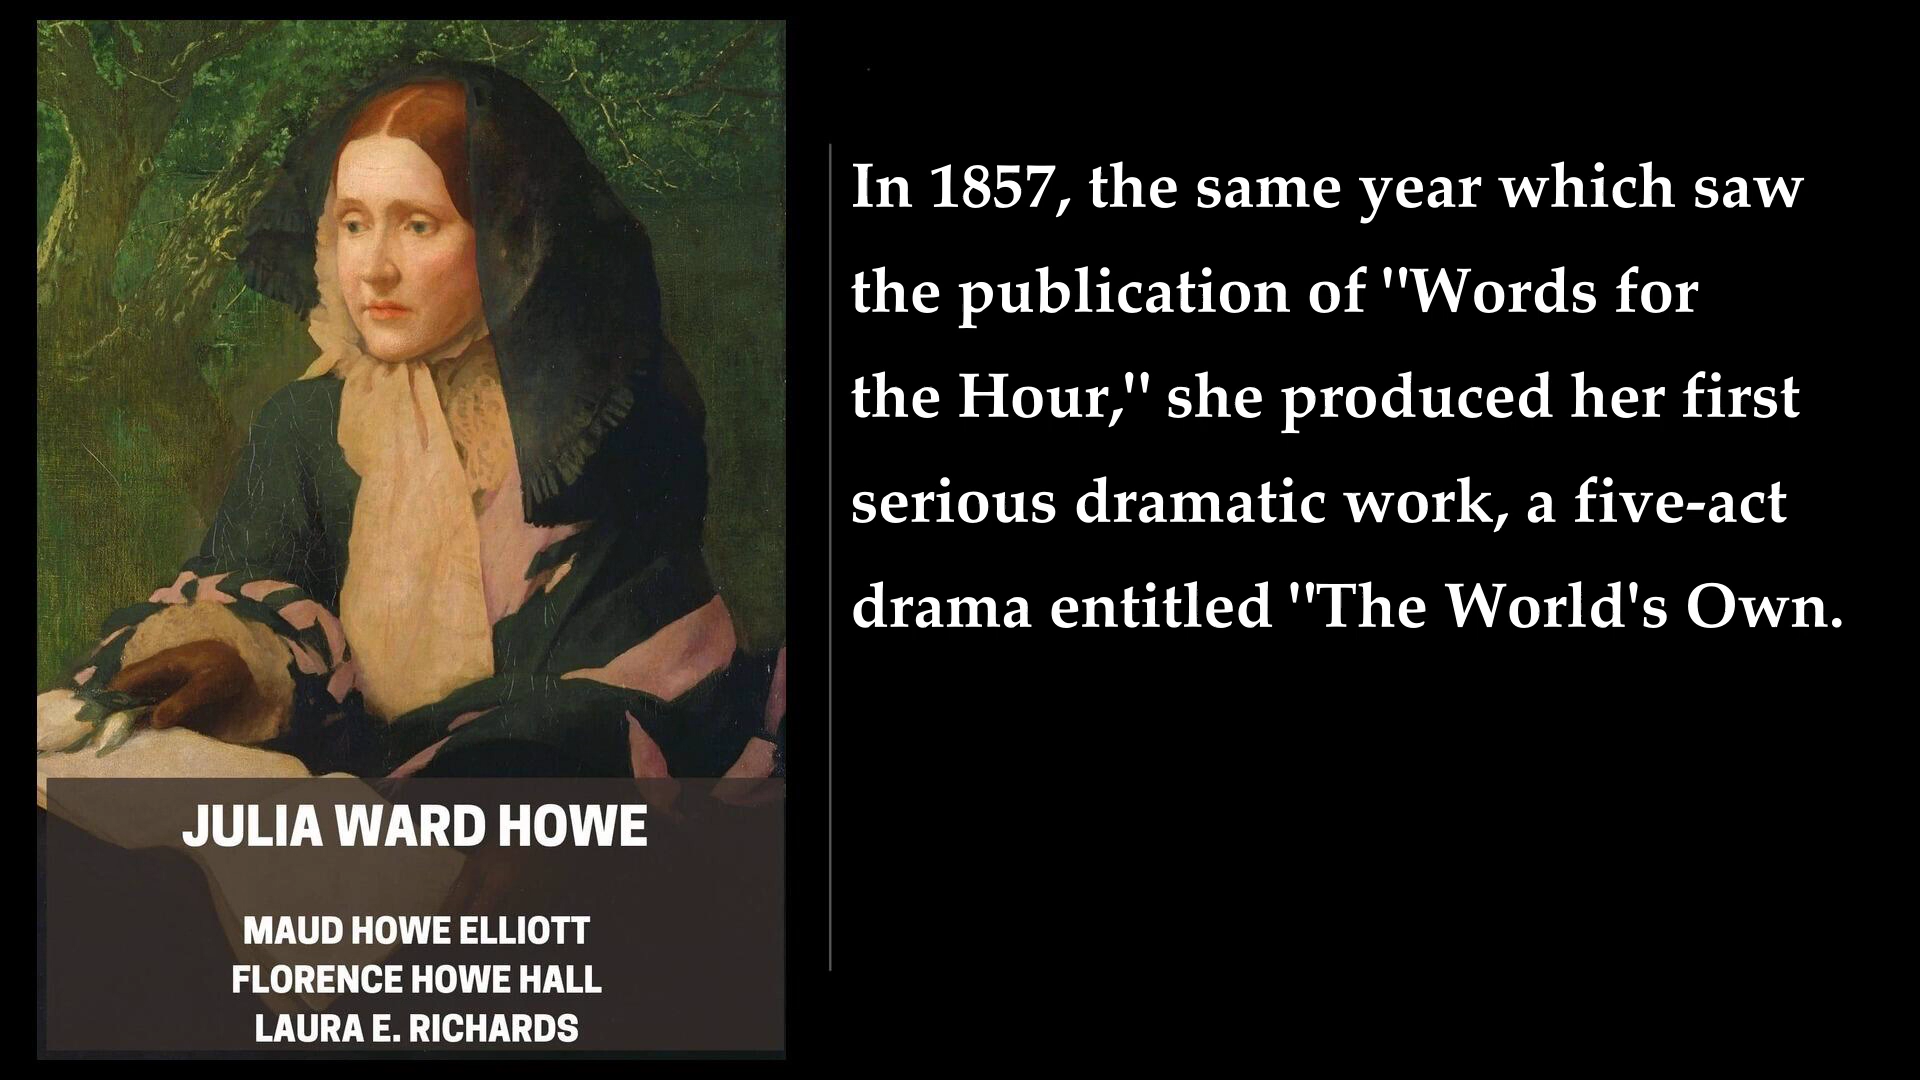 JULIA WARD HOWE
MAUD HOWE ELLIOTT
FLORENCE HOWE HALL
LAURA E. RICHARDS
In 1857, the same year which saw
the publication of "Words for
the Hour," she produced her first
serious dramatic work, a five-act
drama entitled "The World's Own.